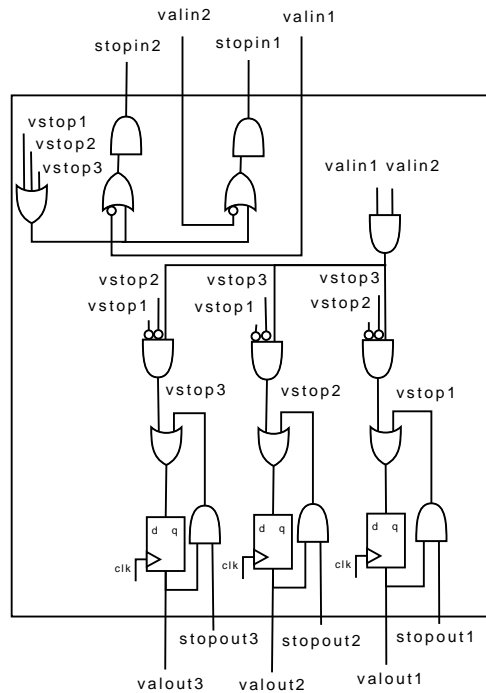 valin2 valin1
stopin2 stopin1
vstop1
vstop2
vstop3
valin1 valin2
vstop2 vstop3 vstop3
vstop1 vstop1 vstop2
vstop3 vstop2 vstop1
d q d q d q
clk clk clk
stopout3 stopout2 stopout1
valout3 valout2 valout1